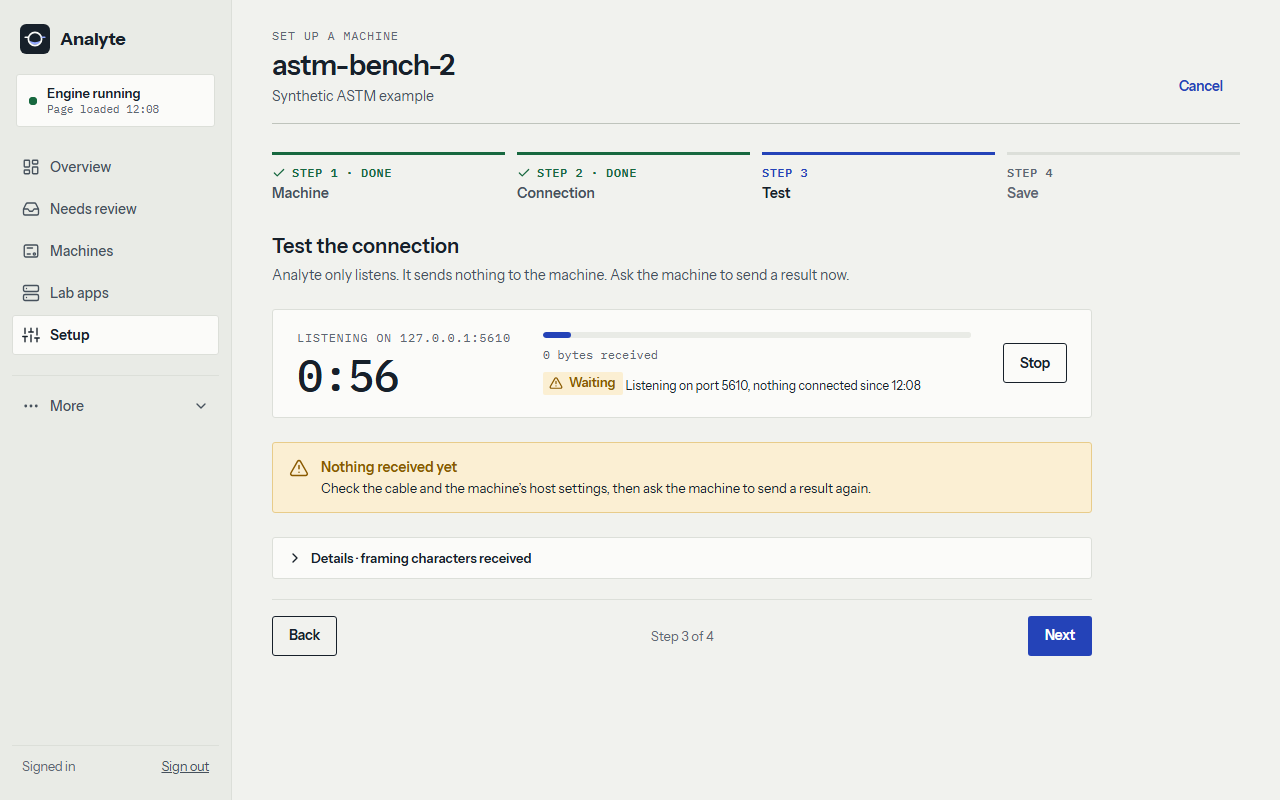 Analyte
Engine running
Page loaded 12:08
Overview
Needs review
Machines
Lab apps
Setup
More
Signed in
Sign out
SET UP A MACHINE
astm-bench-2
Synthetic ASTM example
Cancel
STEP 1 · DONE
Machine
STEP 2 · DONE
Connection
STEP 3
Test
STEP 4
Save
Test the connection
Analyte only listens. It sends nothing to the machine. Ask the machine to send a result now.
LISTENING ON 127.0.0.1:5610
0:56
0 bytes received
Waiting Listening on port 5610, nothing connected since 12:08
Stop
Nothing received yet
Check the cable and the machine's host settings, then ask the machine to send a result again.
Details · framing characters received
Back
Step 3 of 4
Next